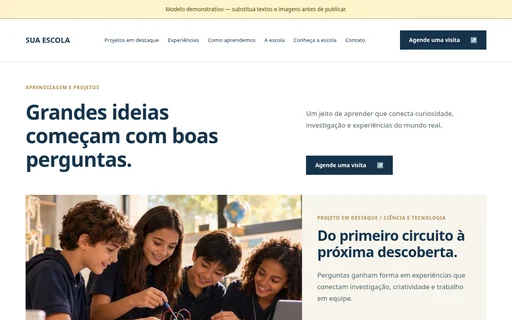 Modelo demonstrativo — substitua textos e imagens antes de publicar.
SUA ESCOLA
Projetos em destaque
Experiências
Como aprendemos
A escola
Conheça a escola
Contato
Agende uma visita ↗
APRENDIZAGEM E PROJETOS
Grandes ideias
começam com boas
perguntas.
Um jeito de aprender que conecta curiosidade,
investigação e experiências do mundo real.
Agende uma visita ↗
PROJETO EM DESTAQUE / CIÊNCIA E TECNOLOGIA
Do primeiro circuito à
próxima descoberta.
Perguntas ganham forma em experiências que
conectam investigação, criatividade e trabalho
em equipe.